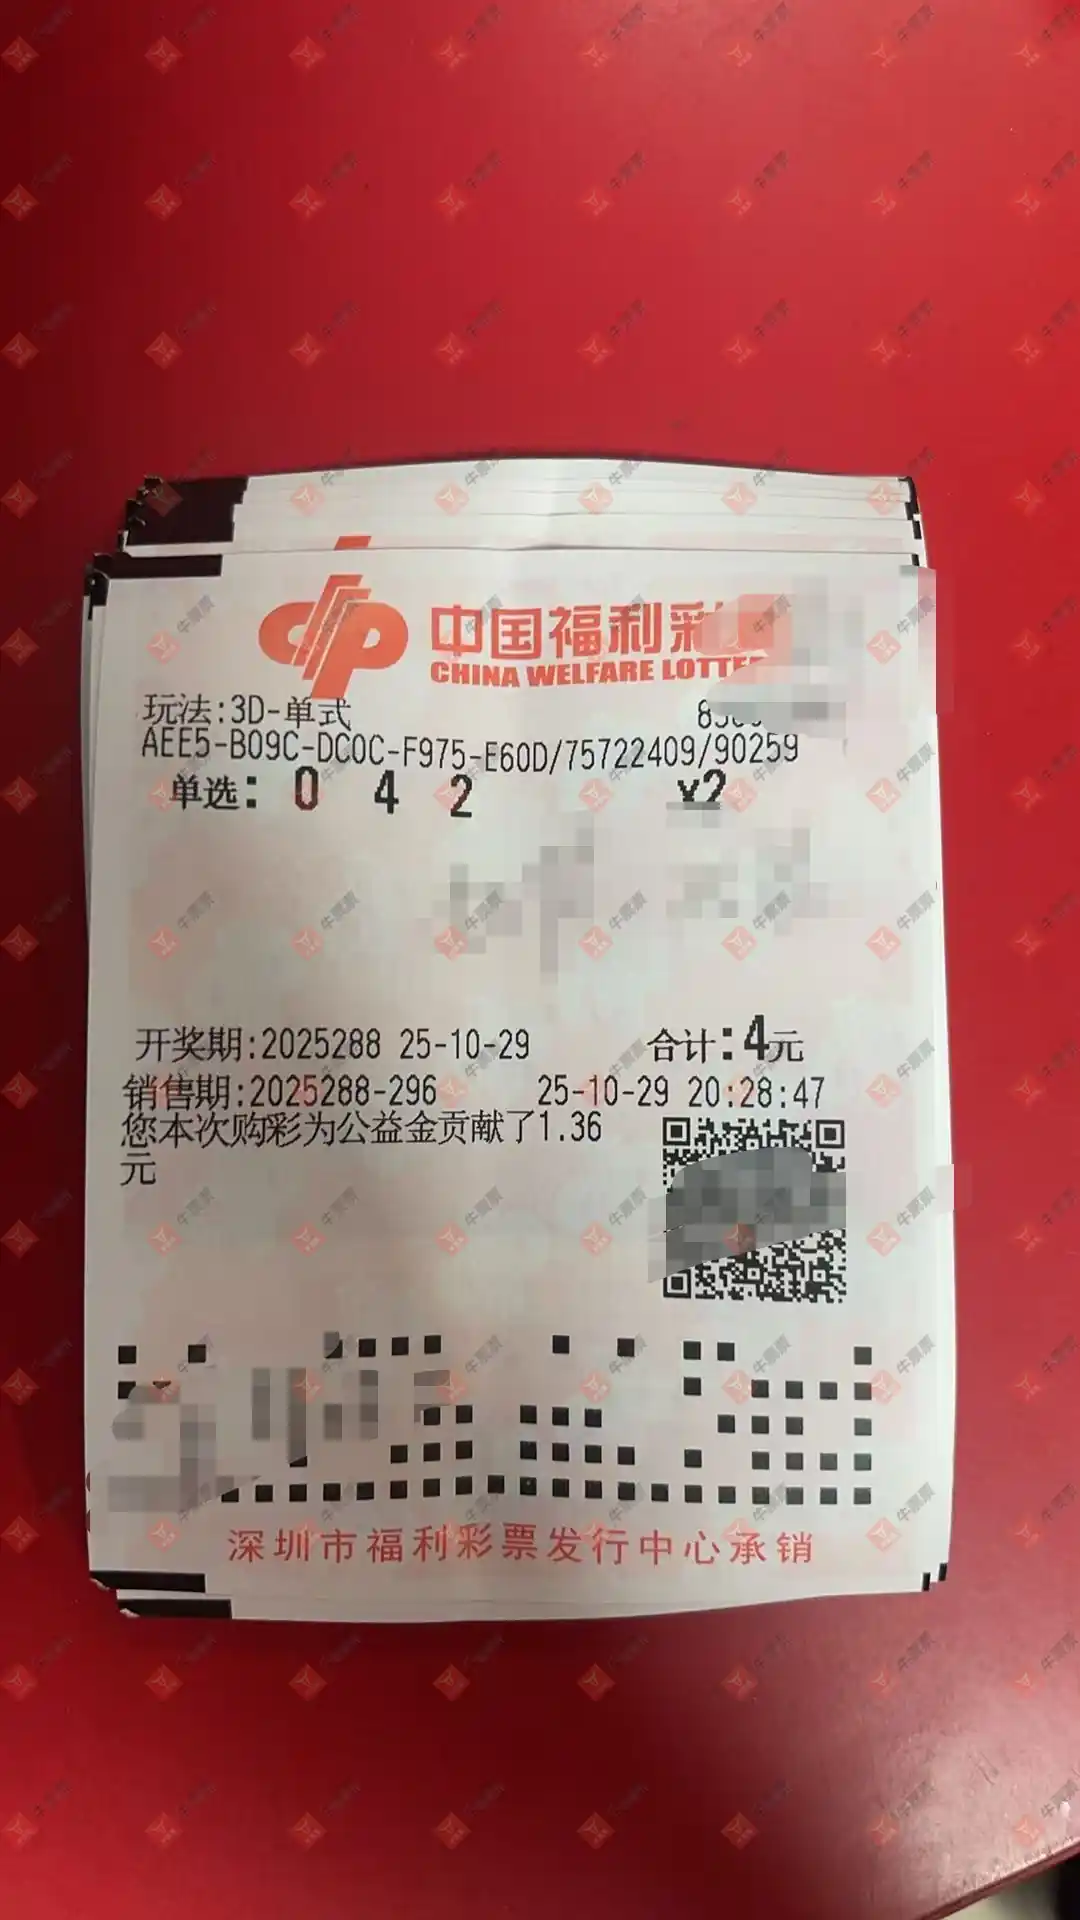 中国福利彩
CHINA WELFARE LOTTE
玩法:3D-单式
AEE5-B09C-DC0C-F975-E60D/75722409/90259
单选: 0 4 2 x2
开奖期:2025288 25-10-29 合计:4元
销售期:2025288-296 25-10-29 20:28:47
您本次购彩为公益金贡献了1.36
元
深圳市福利彩票发行中心承销
牛票票